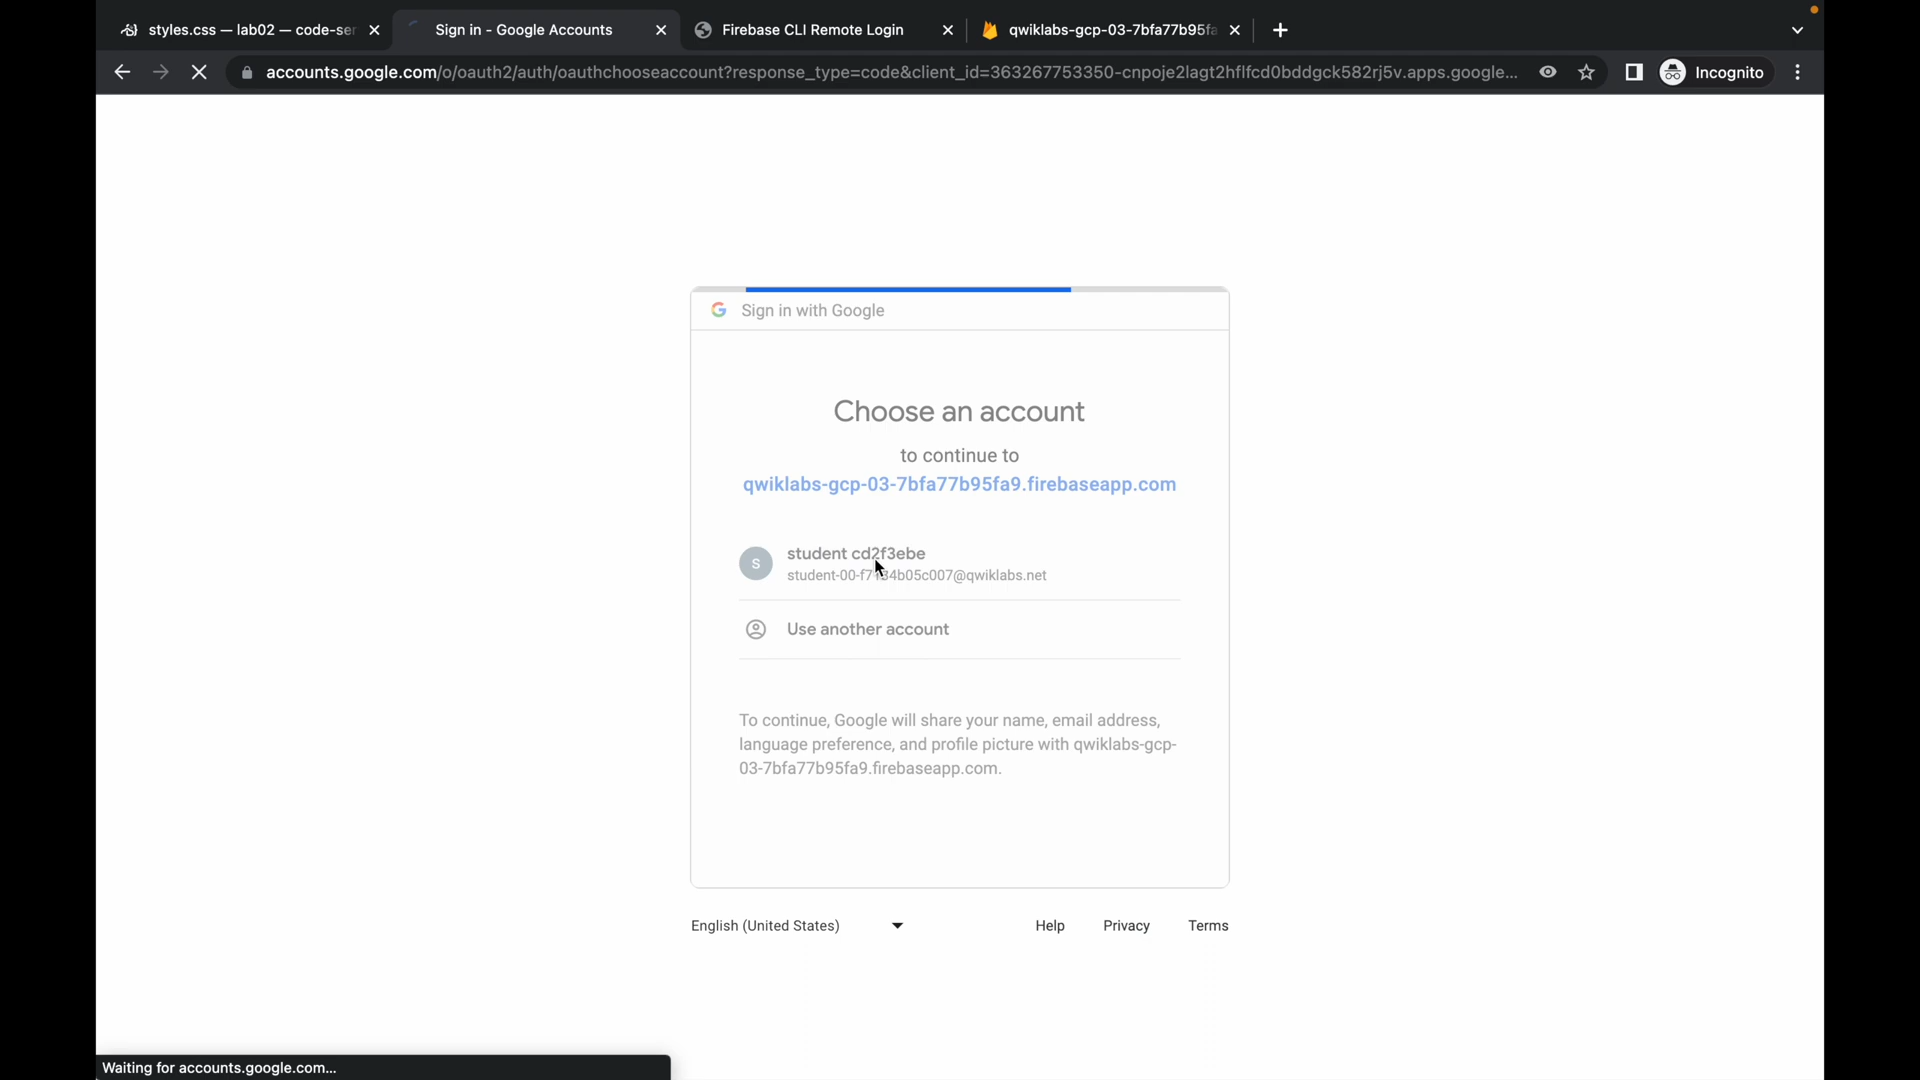 styles.css — lab02 — code-ser
Sign in - Google Accounts
Firebase CLI Remote Login
qwiklabs-gcp-03-7bfa77b95fa
accounts.google.com/o/oauth2/auth/oauthchooseaccount?response_type=code&client_id=363267753350-cnpoje2lagt2hflfcd0bddgck582rj5v.apps.google...
Incognito
Sign in with Google
Choose an account
to continue to
qwiklabs-gcp-03-7bfa77b95fa9.firebaseapp.com
S
student cd2f3ebe
Use another account
To continue, Google will share your name, email address,
language preference, and profile picture with qwiklabs-gcp-
03-7bfa77b95fa9.firebaseapp.com.
English (United States)
Help
Privacy
Terms
Waiting for accounts.google.com...